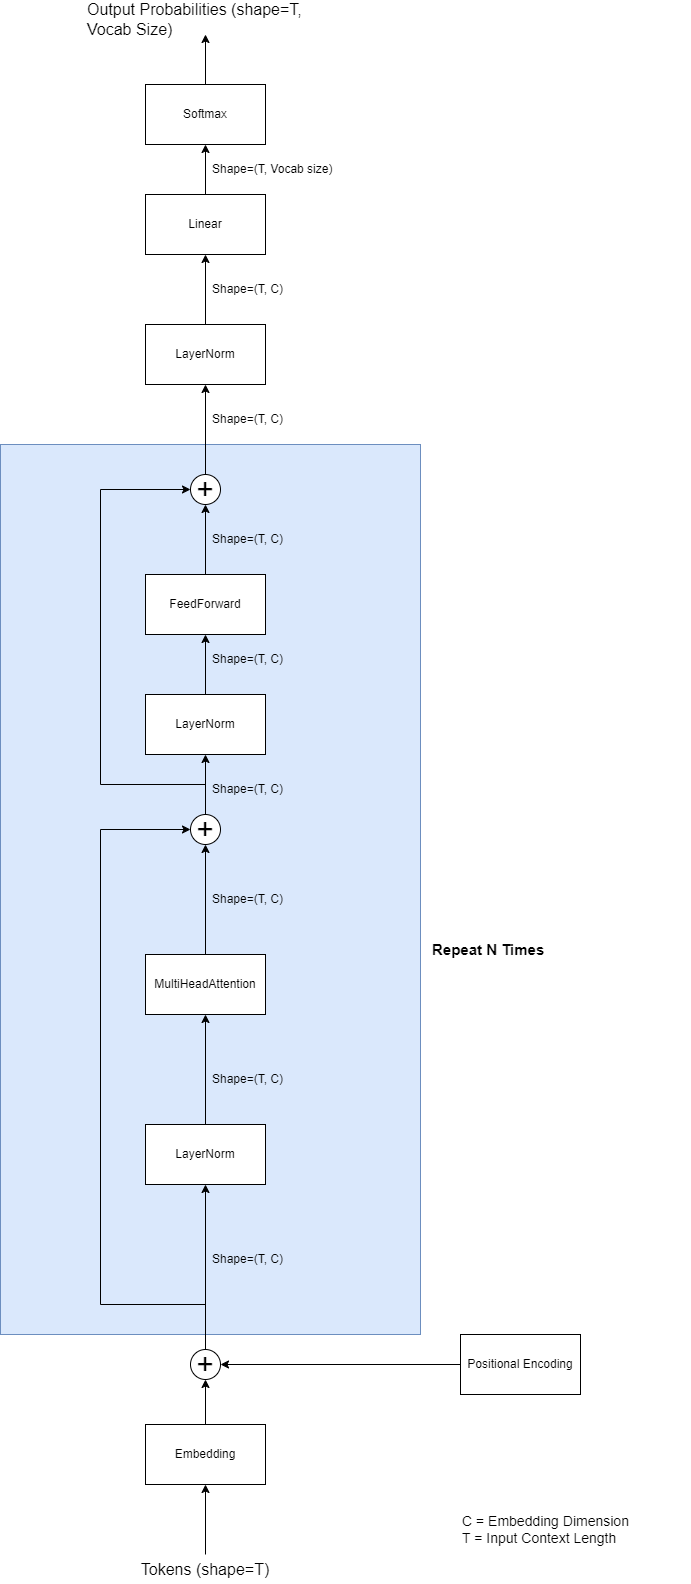 Output Probabilities (shape=T,
Vocab Size)
Softmax
Shape=(T, Vocab size)
Linear
Shape=(T, C)
LayerNorm
Shape=(T, C)
+
Shape=(T, C)
FeedForward
Shape=(T, C)
LayerNorm
Shape=(T, C)
+
Shape=(T, C)
Repeat N Times
MultiHeadAttention
Shape=(T, C)
LayerNorm
Shape=(T, C)
+
Positional Encoding
Embedding
C = Embedding Dimension
T = Input Context Length
Tokens (shape=T)